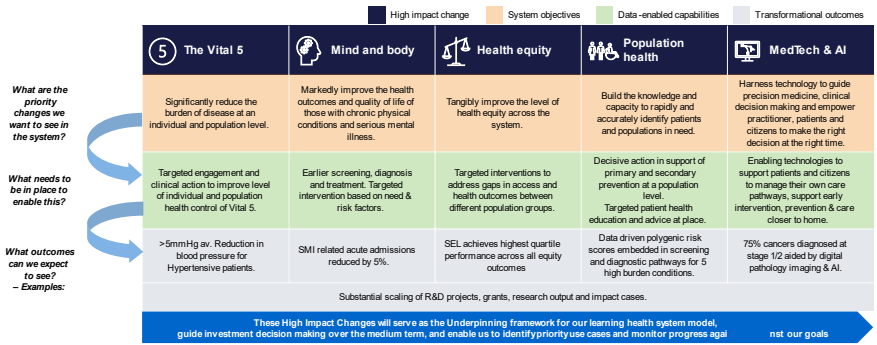 High impact change
System objectives
Data -enabled capabilities
Transformational outcomes
5
The Vital 5
Mind and body
Health equity
Population
health
MedTech & AI
What are the
priority
changes we
want to see in
the system?
Significantly reduce the
burden of disease at an
individual and population level.
Markedly improve the health
outcomes and quality of life of
those with chronic physical
conditions and serious mental
illness.
Tangibly improve the level of
health equity across the
system.
Build the knowledge and
capacity to rapidly and
accurately identify patients
and populations in need.
Harness technology to guide
precision medicine, clinical
decision making and empower
practitioner, patients and
citizens to make the right
decision at the right time.
What needs to
be in place to
enable this?
Targeted engagement and
clinical action to improve level
of individual and population
health control of Vital 5.
Earlier screening, diagnosis
and treatment. Targeted
intervention based on need &
risk factors.
Targeted interventions to
address gaps in access and
health outcomes between
different population groups.
Decisive action in support of
primary and secondary
prevention at a population
level.
Targeted patient health
education and advice at place.
Enabling technologies to
support patients and citizens
to manage their own care
pathways, support early
intervention, prevention & care
closer to home.
What outcomes
can we expect
to see?
– Examples:
>5mmHg av. Reduction in
blood pressure for
Hypertensive patients.
SMI related acute admissions
reduced by 5%.
SEL achieves highest quartile
performance across all equity
outcomes
Data driven polygenic risk
scores embedded in screening
and diagnostic pathways for 5
high burden conditions.
75% cancers diagnosed at
stage 1/2 aided by digital
pathology imaging & AI.
Substantial scaling of R&D projects, grants, research output and impact cases.
These High Impact Changes will serve as the Underpinning framework for our learning health system model,
guide investment decision making over the medium term, and enable us to identify priority use cases and monitor progress agai nst our goals